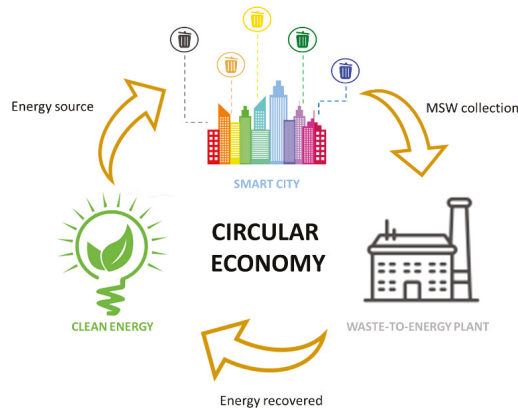 Energy source
MSW collection
SMART CITY
CIRCULAR
ECONOMY
CLEAN ENERGY
WASTE-TO-ENERGY PLANT
Energy recovered